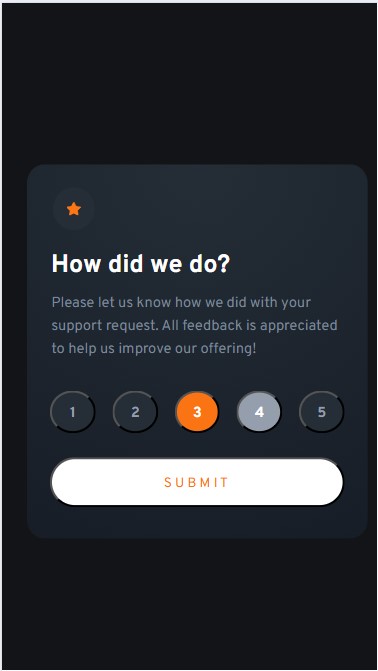 How did we do?
Please let us know how we did with your
support request. All feedback is appreciated
to help us improve our offering!
1 2 3 4 5
SUBMIT